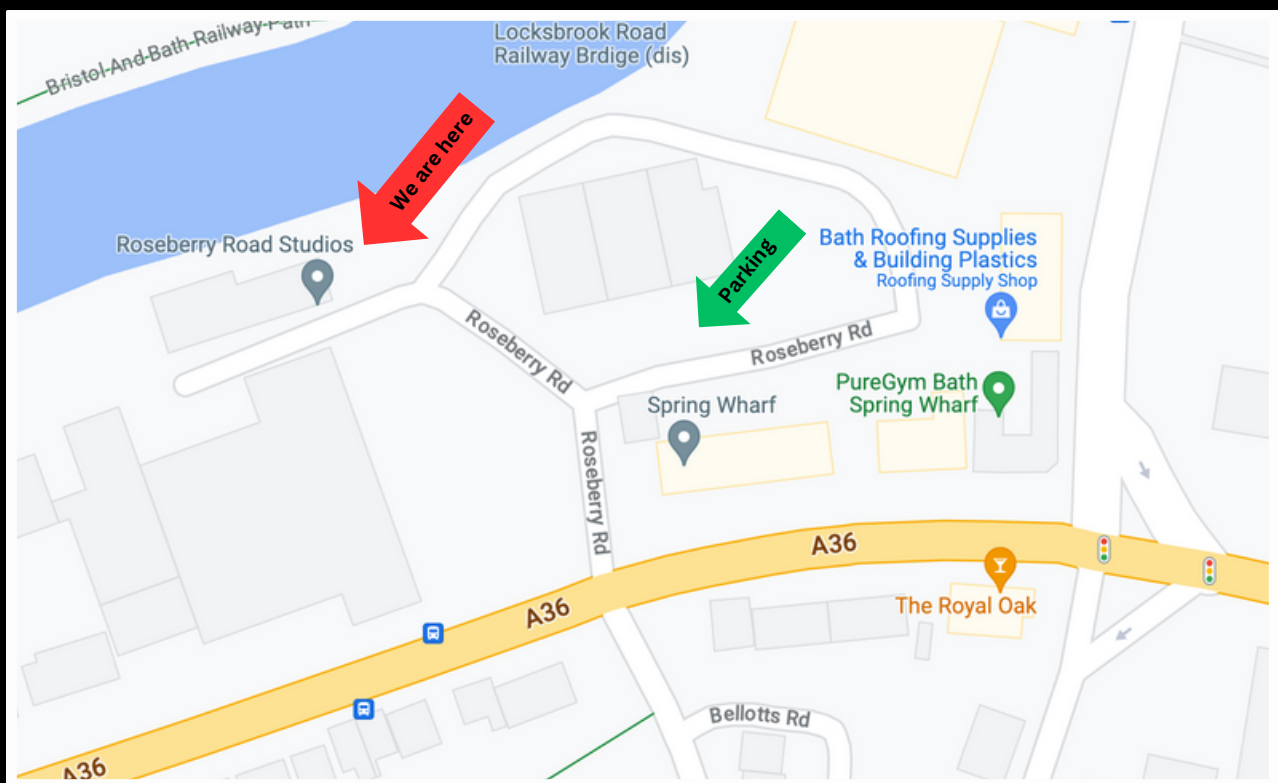 Bristol-And-Bath-Railway-Path
Locksbrook Road
Railway Brdige (dis)
We are here
Roseberry Road Studios
Parking
Bath Roofing Supplies
& Building Plastics
Roofing Supply Shop
Roseberry Rd
Roseberry Rd
PureGym Bath
Spring Wharf
Spring Wharf
Roseberry Rd
A36
The Royal Oak
A36
Bellotts Rd
A36